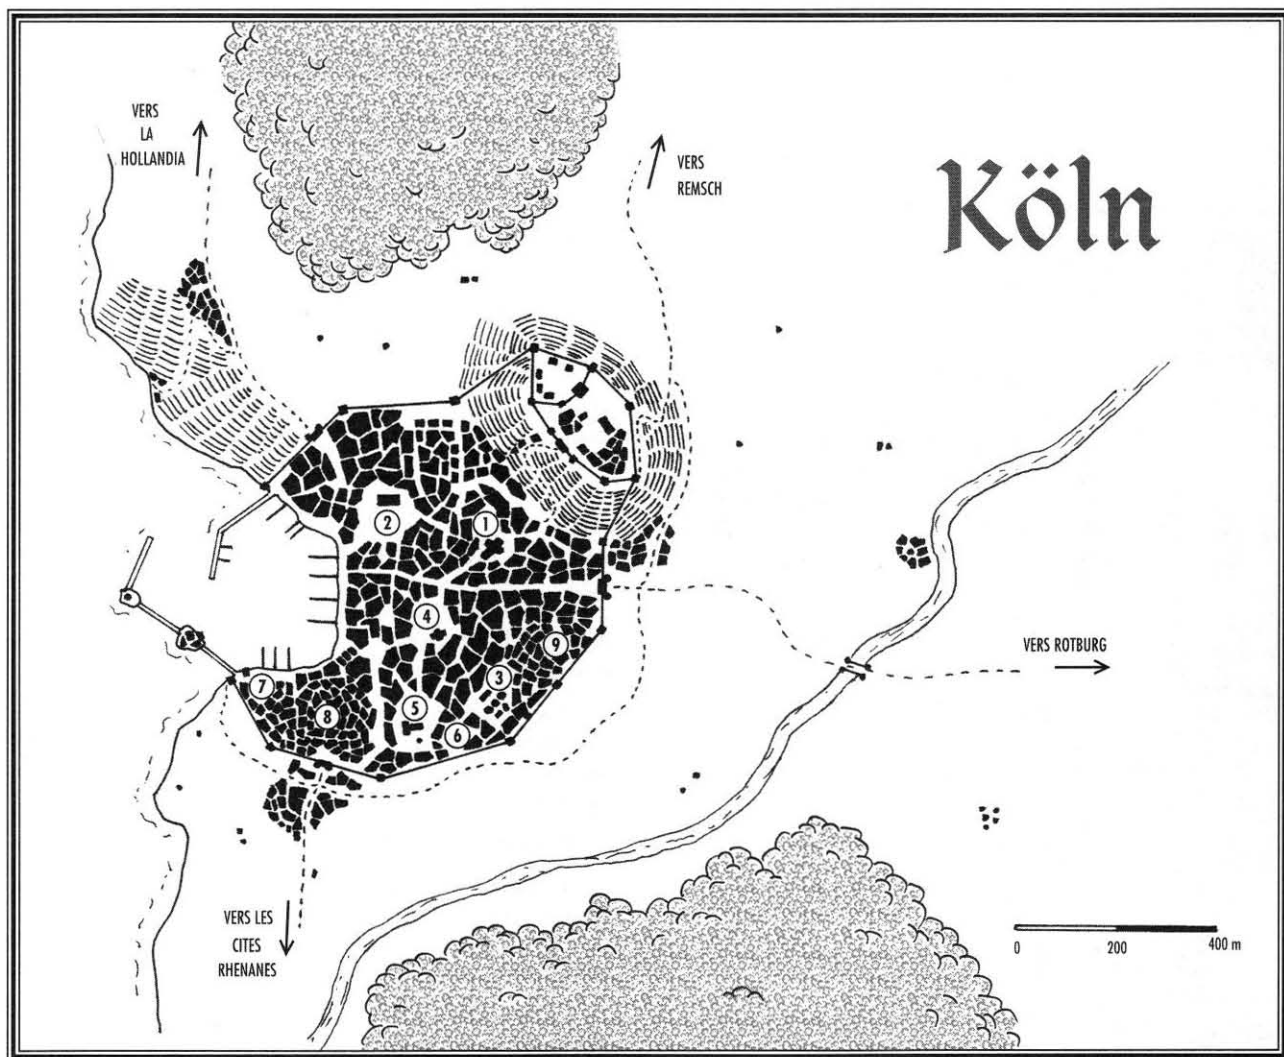 VERS
LA
HOLLANDIA
VERS
REMSCH
Köln
2
1
4
9
3
7
8
5
6
VERS ROTBURG
VERS LES
CITES
RHENANES
0
200
400 m